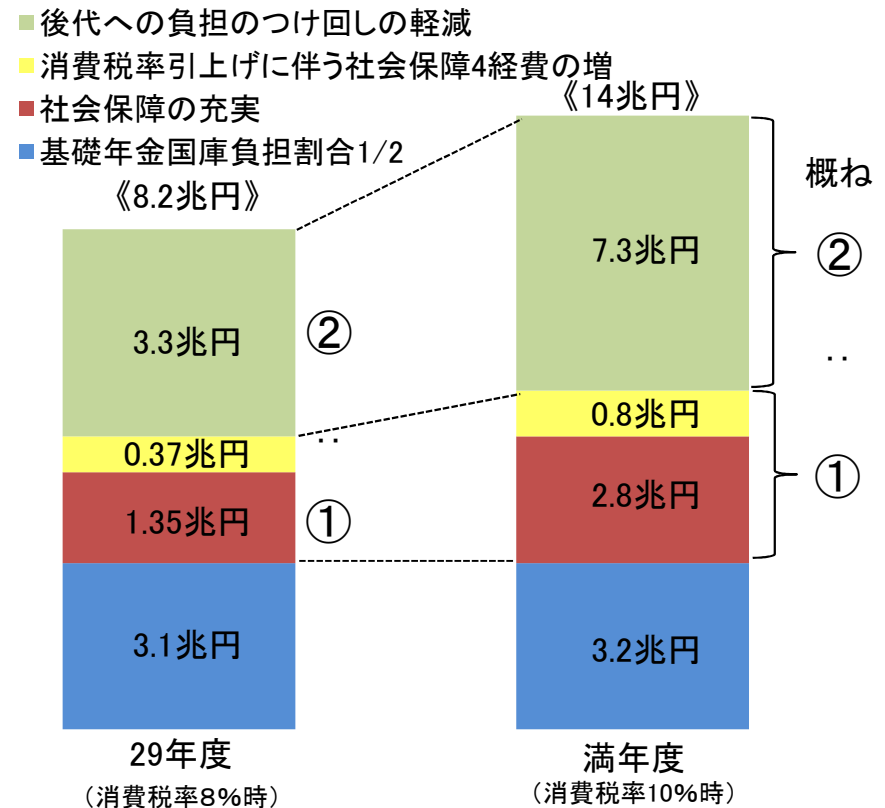 後代への負担のつけ回しの軽減
消費税率引上げに伴う社会保障4経費の増
社会保障の充実
基礎年金国庫負担割合1/2
《8.2兆円》
3.3兆円
0.37兆円
1.35兆円
3.1兆円
②
‥
①
29年度
（消費税率8%時）
《14兆円》
7.3兆円
0.8兆円
2.8兆円
3.2兆円
概ね
②
‥
①
満年度
（消費税率10%時）